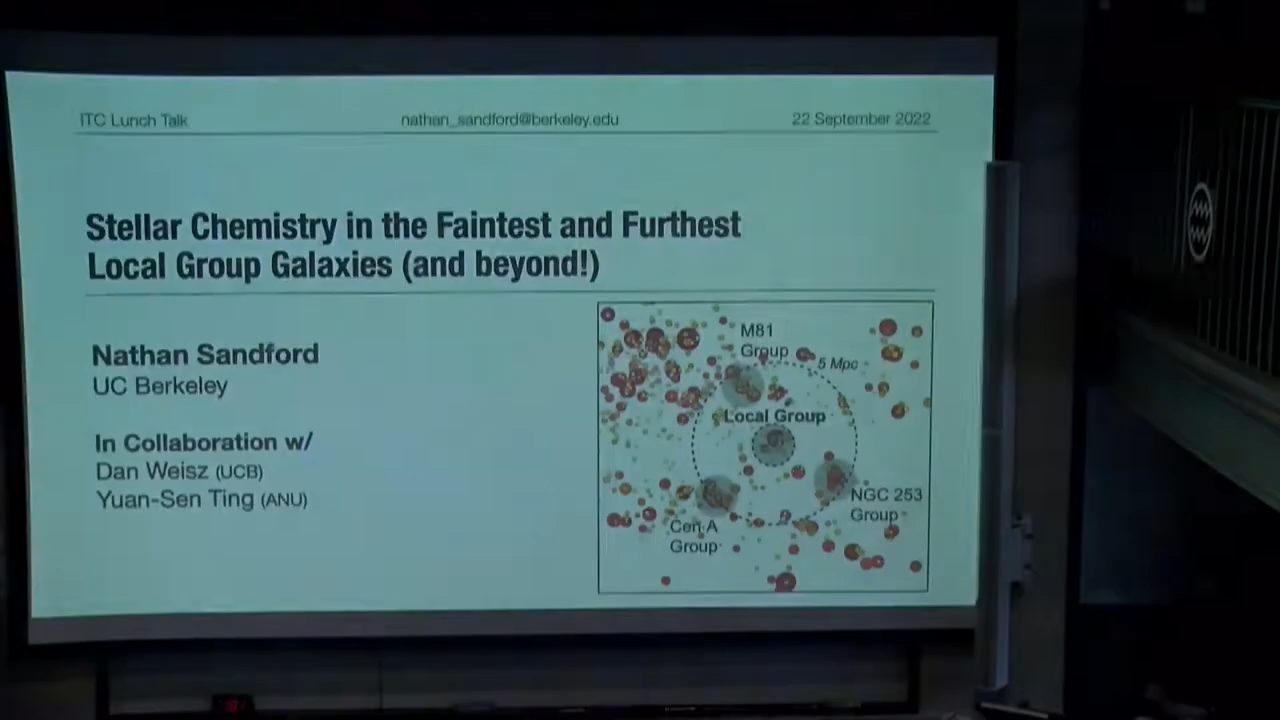 ITC Lunch Talk
nathan_sandford@berkeley.edu
22 September 2022
Stellar Chemistry in the Faintest and Furthest
Local Group Galaxies (and beyond!)
Nathan Sandford
UC Berkeley
In Collaboration w/
Dan Weisz (UCB)
Yuan-Sen Ting (ANU)
M81
Group
5 Mpc
Local Group
NGC 253
Group
Cen A
Group